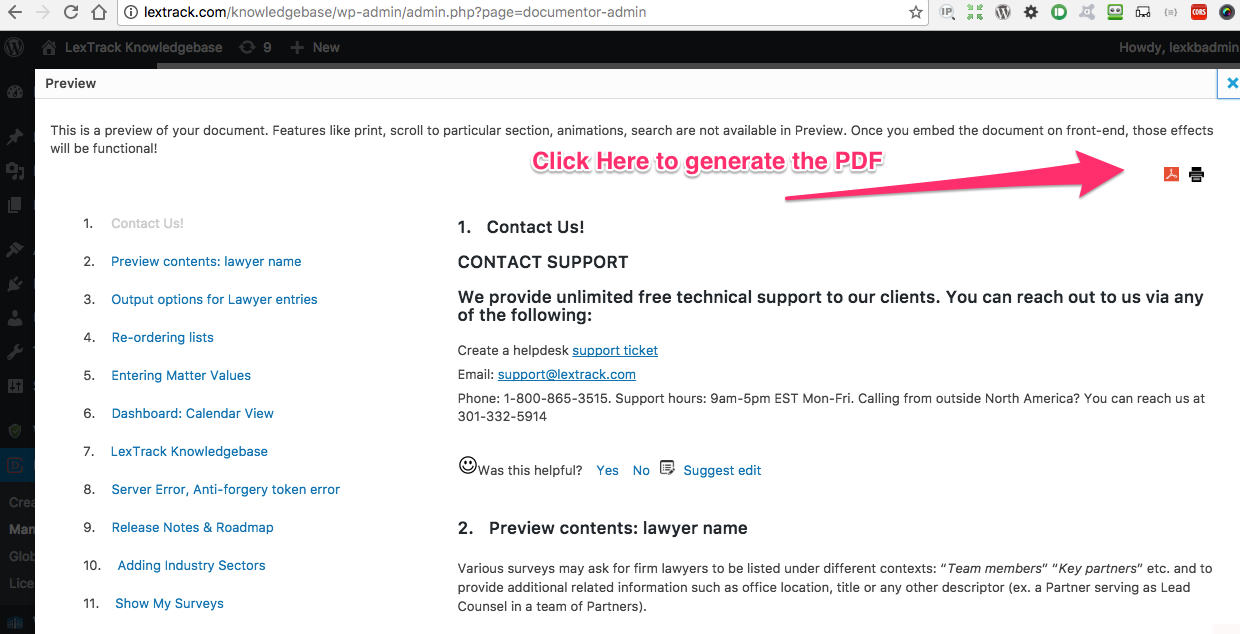 lextrack.com/knowledgebase/wp-admin/admin.php?page=documentor-admin
IP
CORS
LexTrack Knowledgebase 9 New Howdy, lexkbadmin
Preview
This is a preview of your document. Features like print, scroll to particular section, animations, search are not available in Preview. Once you embed the document on front-end, those effects
will be functional!
Click Here to generate the PDF
1. Contact Us!
2. Preview contents: lawyer name
3. Output options for Lawyer entries
4. Re-ordering lists
5. Entering Matter Values
6. Dashboard: Calendar View
7. LexTrack Knowledgebase
8. Server Error, Anti-forgery token error
9. Release Notes & Roadmap
10. Adding Industry Sectors
11. Show My Surveys
1. Contact Us!
CONTACT SUPPORT
We provide unlimited free technical support to our clients. You can reach out to us via any
of the following:
Create a helpdesk support ticket
Email: support@lextrack.com
Phone: 1-800-865-3515. Support hours: 9am-5pm EST Mon-Fri. Calling from outside North America? You can reach us at
301-332-5914
Was this helpful? Yes No Suggest edit
2. Preview contents: lawyer name
Various surveys may ask for firm lawyers to be listed under different contexts: “Team members” “Key partners” etc. and to
provide additional related information such as office location, title or any other descriptor (ex. a Partner serving as Lead
Counsel in a team of Partners).
Crea
Man
Glob
Lice